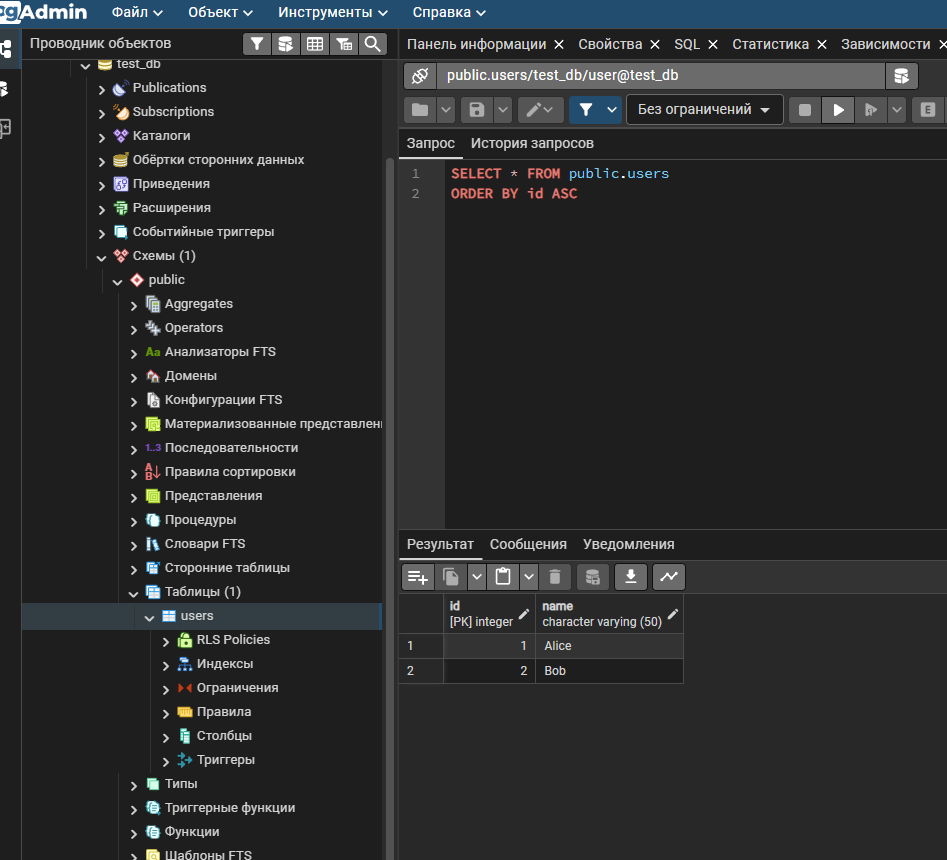 pgAdmin Файл Объект Инструменты Справка
Проводник объектов
test_db
Publications
Subscriptions
Каталоги
Обёртки сторонних данных
Приведения
Расширения
Событийные триггеры
Схемы (1)
public
Aggregates
Operators
Aa Анализаторы FTS
Домены
Конфигурации FTS
Материализованные представлен
1..3 Последовательности
Правила сортировки
Представления
Процедуры
Словари FTS
Сторонние таблицы
Таблицы (1)
users
RLS Policies
Индексы
Ограничения
Правила
Столбцы
Триггеры
Типы
Триггерные функции
Функции
Шаблоны FTS
Панель информации Свойства SQL Статистика Зависимости
public.users/test_db/user@test_db
Без ограничений E
Запрос История запросов
1 SELECT * FROM public.users
2 ORDER BY id ASC
Результат Сообщения Уведомления
id name
[PK] integer character varying (50)
1 1 Alice
2 2 Bob